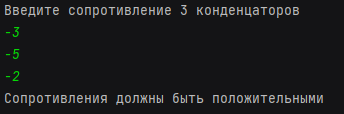 Введите сопротивление 3 конденсаторов
-3
-5
-2
Сопротивления должны быть положительными